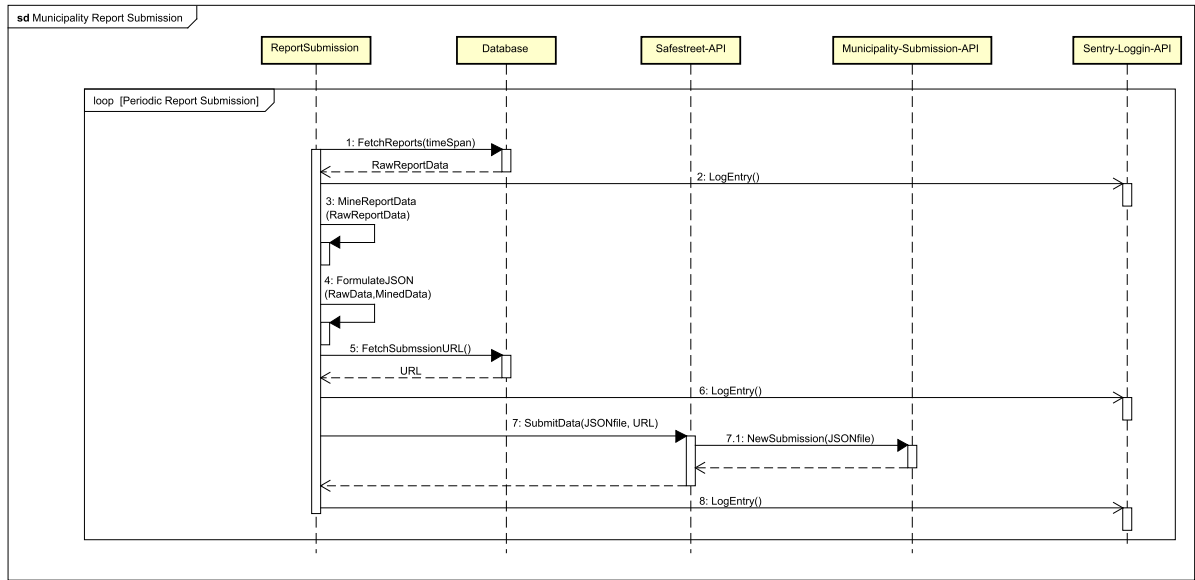 sd Municipality Report Submission
ReportSubmission
Database
Safestreet-API
Municipality-Submission-API
Sentry-Loggin-API
loop [Periodic Report Submission]
1: FetchReports(timeSpan)
RawReportData
2: LogEntry()
3: MineReportData
(RawReportData)
4: FormulateJSON
(RawData,MinedData)
5: FetchSubmssionURL()
URL
6: LogEntry()
7: SubmitData(JSONfile, URL)
7.1: NewSubmission(JSONfile)
8: LogEntry()